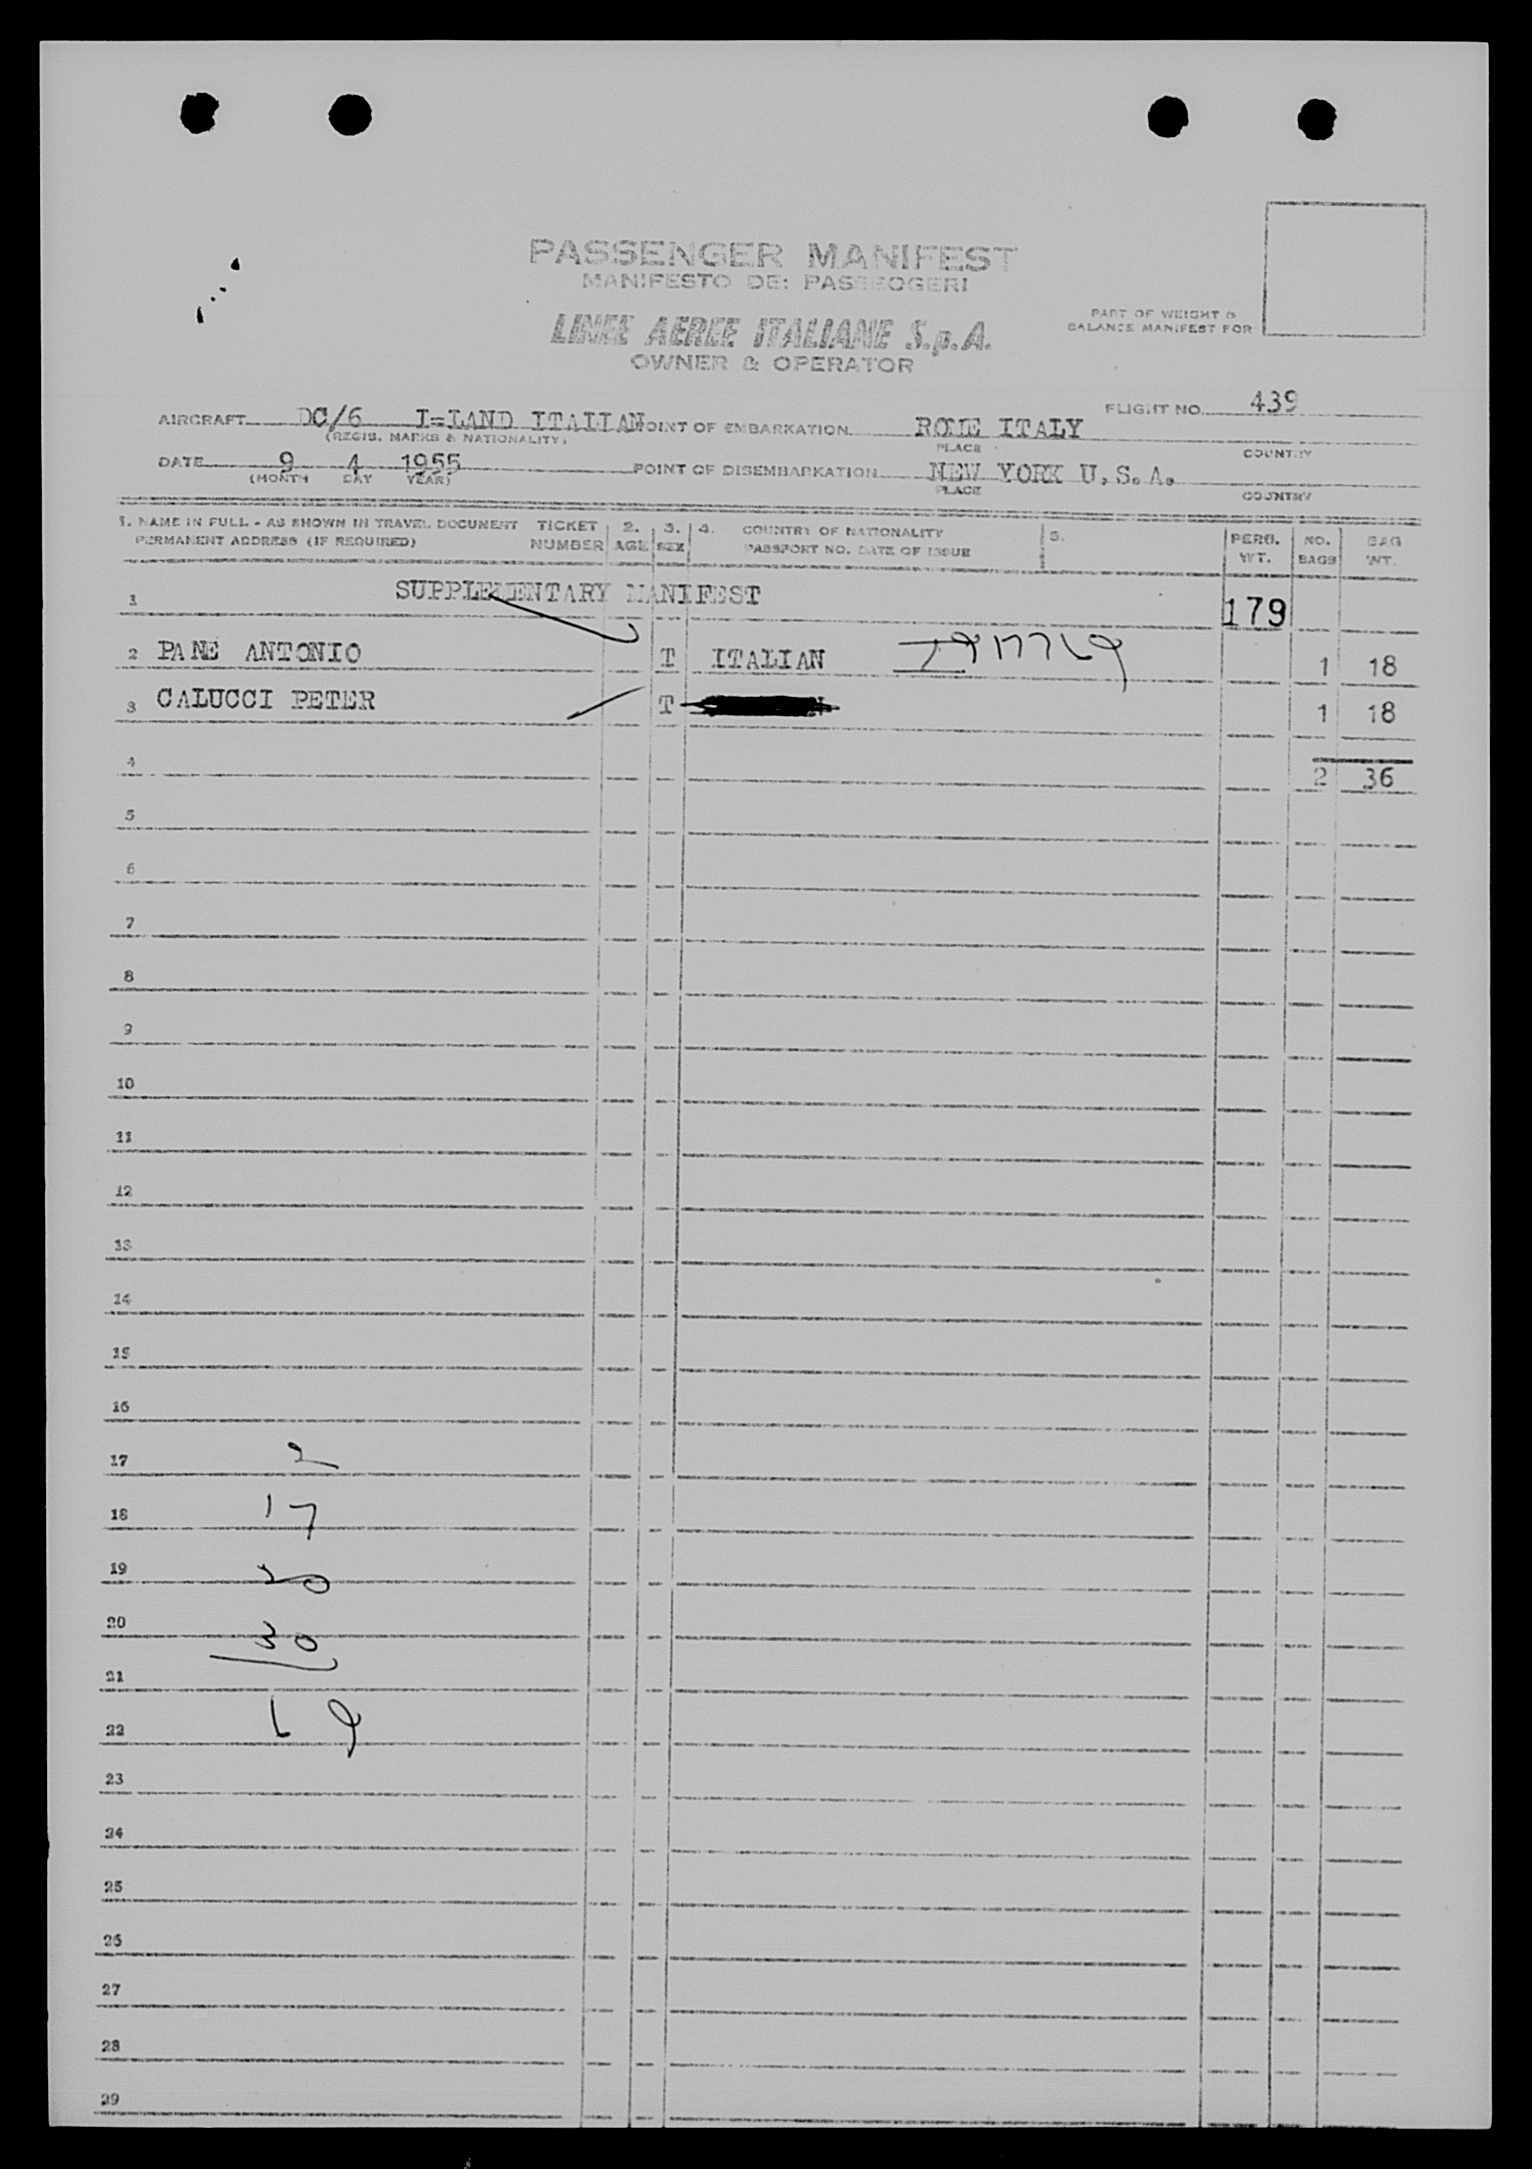 PASSENGER MANIFEST
MANIFESTO DEI PASSEGGERI
LINEE AEREE ITALIANE S.p.A.
OWNER & OPERATOR
PART OF WEIGHT &
BALANCE MANIFEST FOR
AIRCRAFT DC/6 I=LAND ITALIAN POINT OF EMBARKATION ROME ITALY FLIGHT NO. 439
(REGIS. MARKS & NATIONALITY) PLACE COUNTRY
DATE 9 4 1955 POINT OF DISEMBARKATION NEW YORK U.S.A.
(MONTH DAY YEAR) PLACE COUNTRY
1. NAME IN FULL - AS SHOWN IN TRAVEL DOCUMENT TICKET 2. 3. 4. COUNTRY OF NATIONALITY 5. PERS. NO. BAG
PERMANENT ADDRESS (IF REQUIRED) NUMBER AGE SEX PASSPORT NO. DATE OF ISSUE WT. BAGS WT.
1 SUPPLEMENTARY MANIFEST 179
2 PANE ANTONIO T ITALIAN 1 18
3 CALUCCI PETER T 1 18
4 2 36
5
6
7
8
9
10
11
12
13
14
15
16
17 2
18 17
19 20
20 30
21
22 69
23
24
25
26
27
28
29